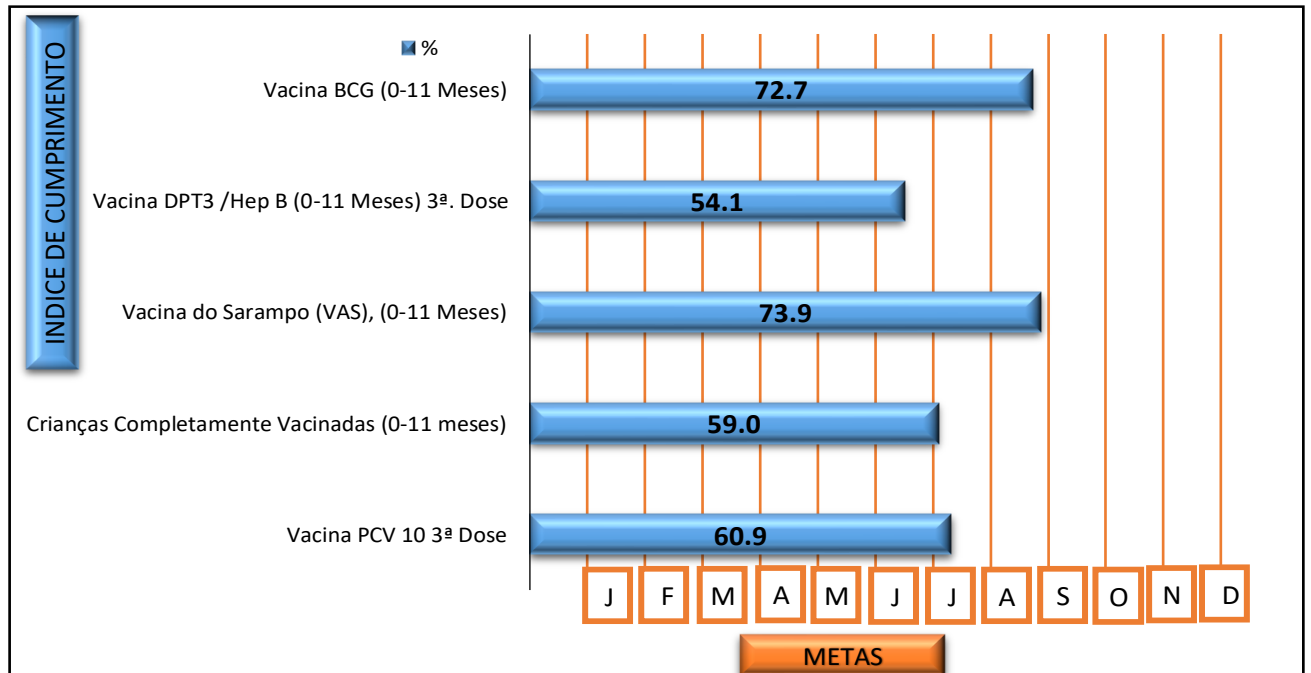 INDICE DE CUMPRIMENTO
%
Vacina BCG (0-11 Meses)
72.7
Vacina DPT3 /Hep B (0-11 Meses) 3ª. Dose
54.1
Vacina do Sarampo (VAS), (0-11 Meses)
73.9
Crianças Completamente Vacinadas (0-11 meses)
59.0
Vacina PCV 10 3ª Dose
60.9
J F M A M J J A S O N D
METAS